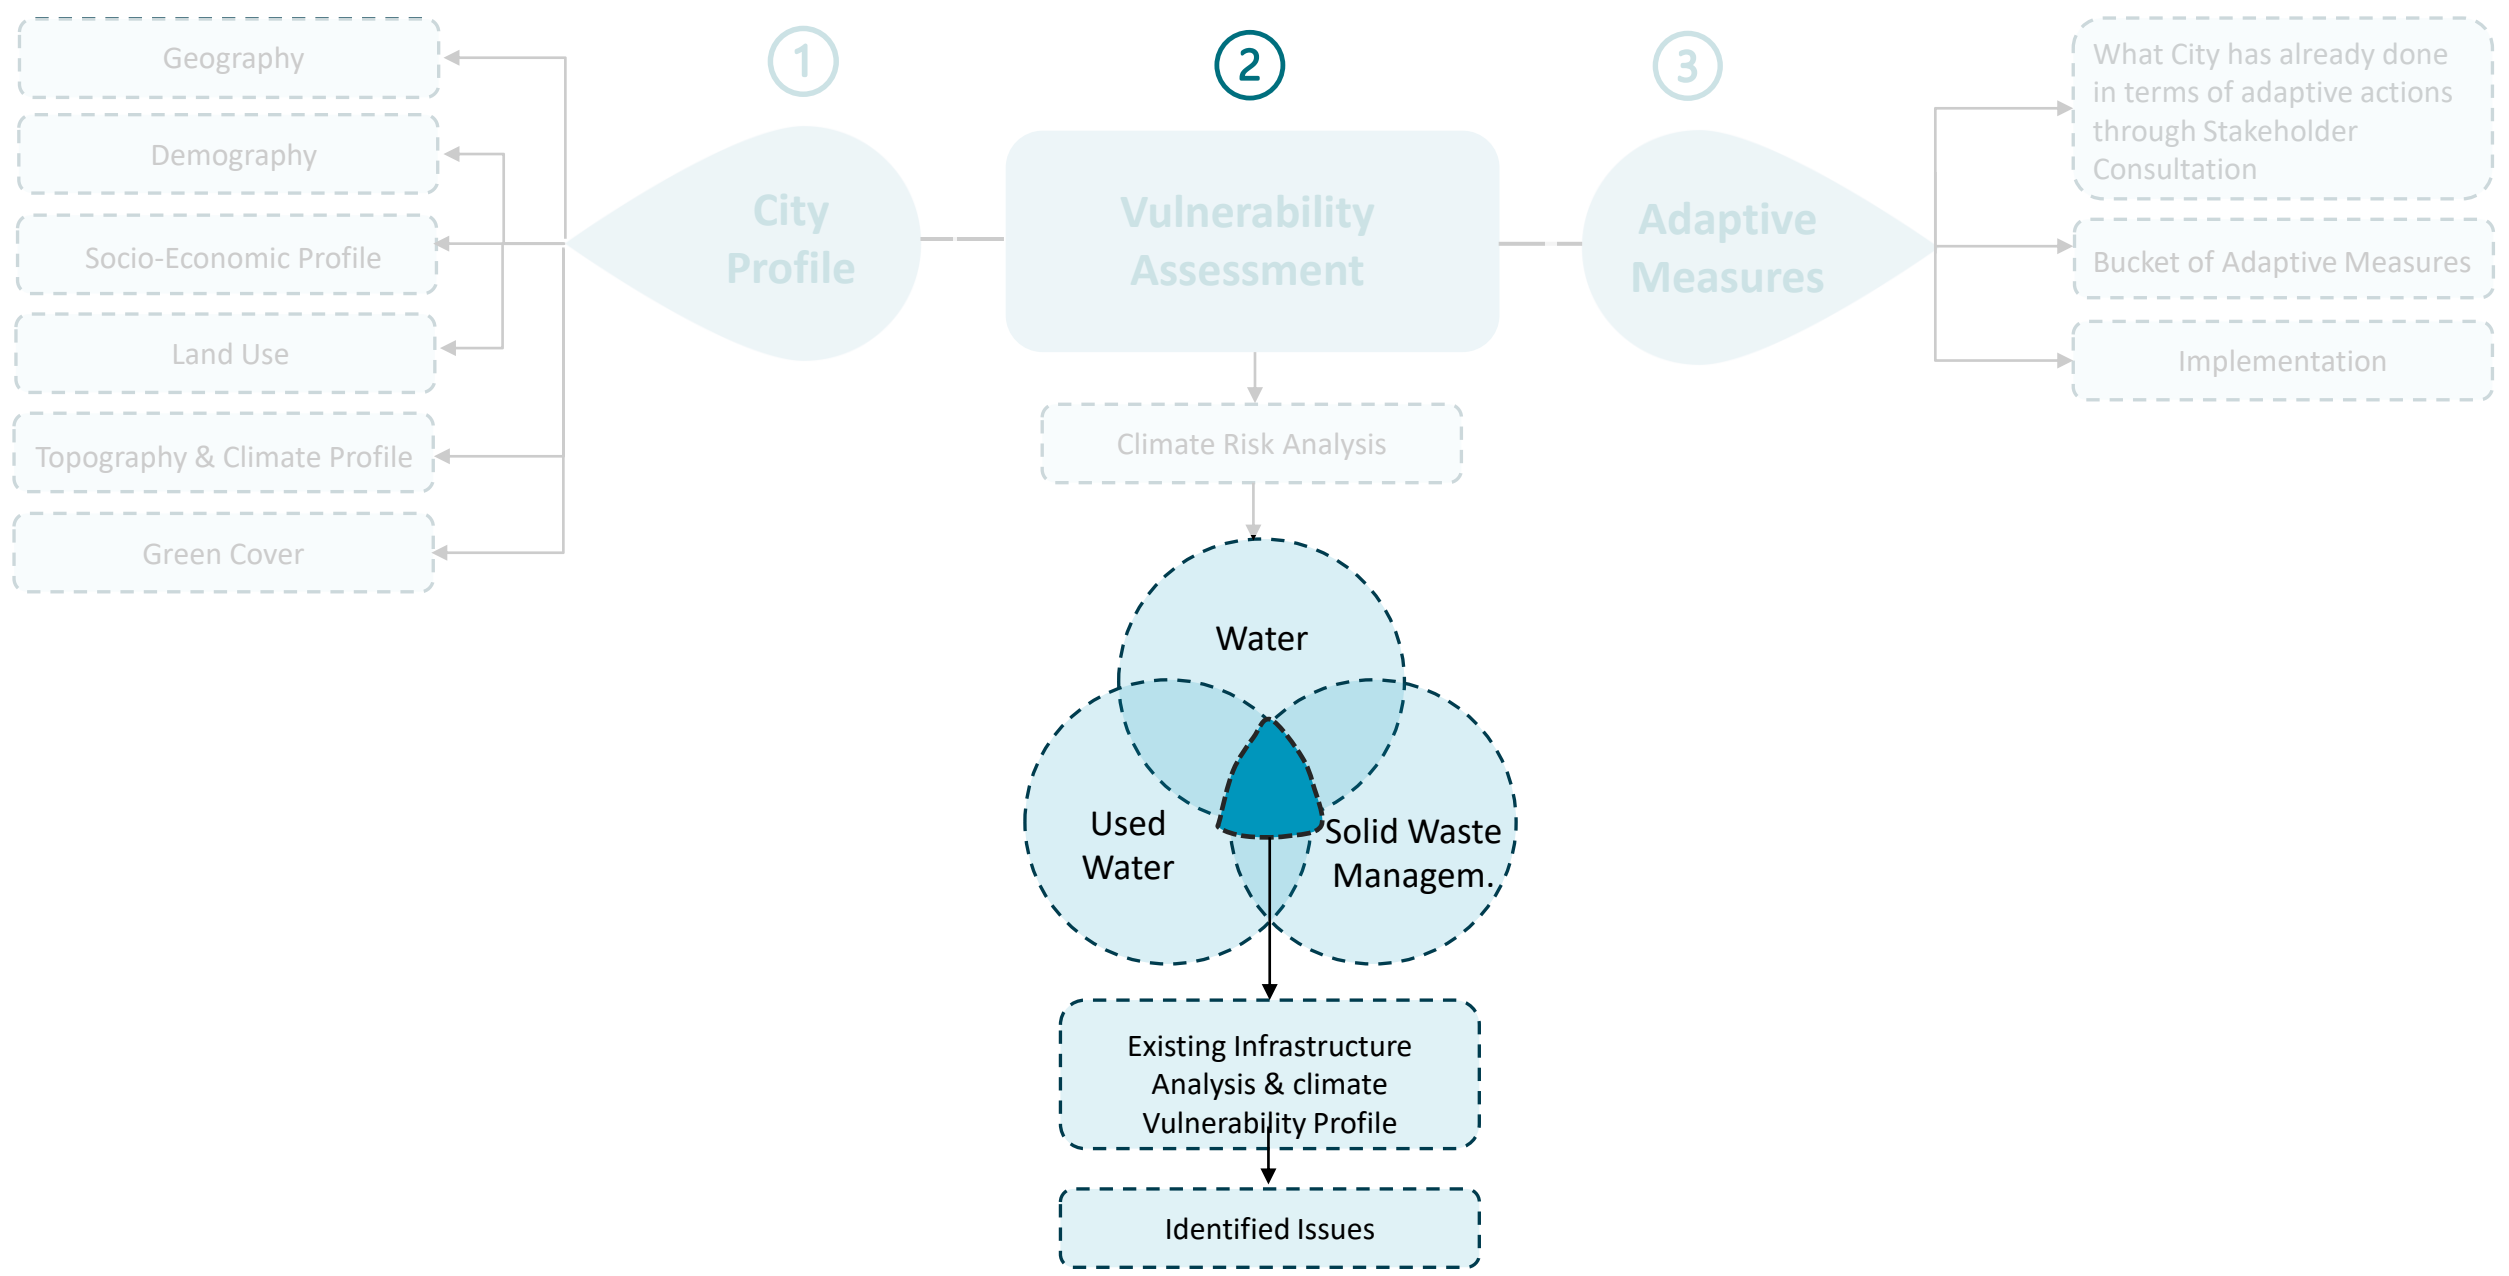 1
City
Profile
Geography
Demography
Socio-Economic Profile
Land Use
Topography & Climate Profile
Green Cover
2
Vulnerability
Assessment
Climate Risk Analysis
Water
Used
Water
Solid Waste
Managem.
Existing Infrastructure
Analysis & climate
Vulnerability Profile
Identified Issues
3
Adaptive
Measures
What City has already done
in terms of adaptive actions
through Stakeholder
Consultation
Bucket of Adaptive Measures
Implementation